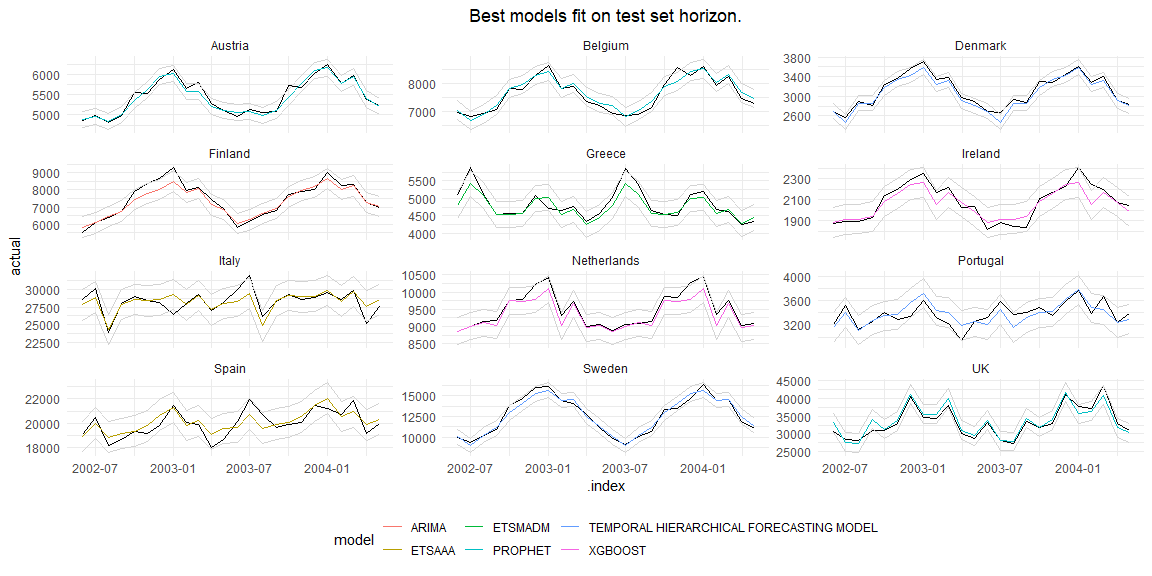 Best models fit on test set horizon.
Austria
Belgium
Denmark
6000
5500
5000
8000
7000
3800
3400
3000
2600
Finland
Greece
Ireland
9000
8000
7000
6000
5500
5000
4500
4000
2300
2100
1900
actual
Italy
Netherlands
Portugal
30000
27500
25000
22500
10500
10000
9500
9000
8500
4000
3600
3200
Spain
Sweden
UK
22000
20000
18000
15000
12500
10000
45000
40000
35000
30000
25000
2002-07 2003-01 2003-07 2004-01
2002-07 2003-01 2003-07 2004-01
2002-07 2003-01 2003-07 2004-01
.index
model
ARIMA ETSMADM TEMPORAL HIERARCHICAL FORECASTING MODEL
ETSAAA PROPHET XGBOOST